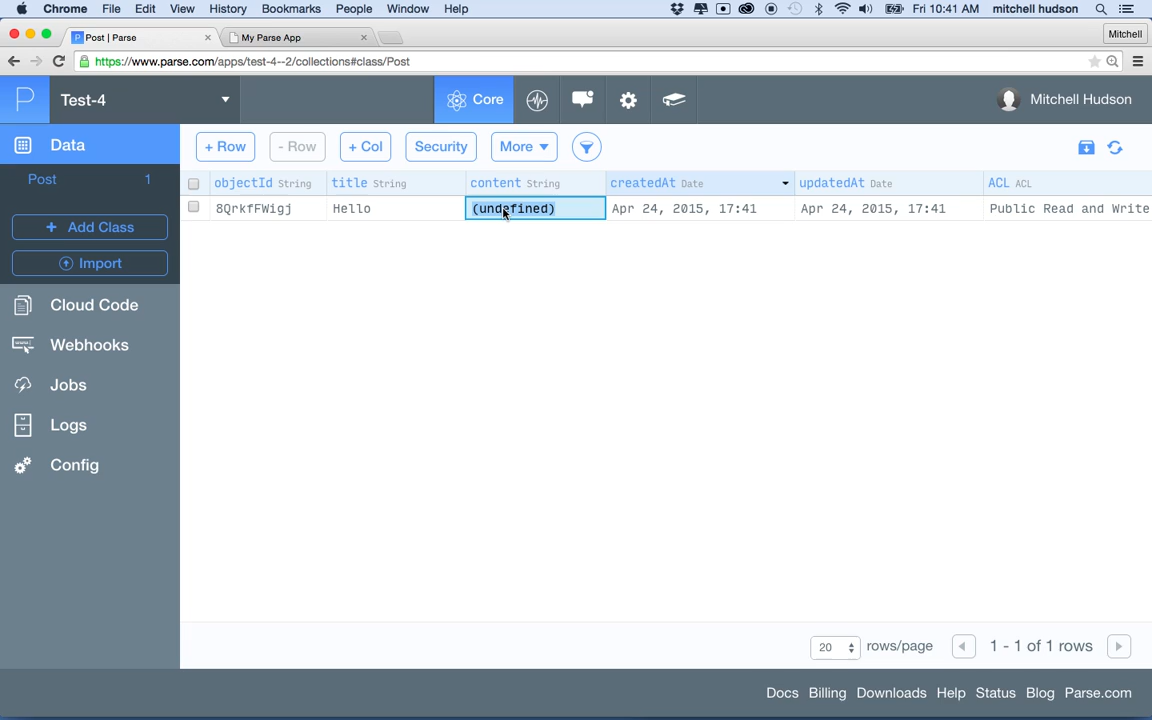 Chrome File Edit View History Bookmarks People Window Help Fri 10:41 AM mitchell hudson
Post | Parse My Parse App Mitchell
https://www.parse.com/apps/test-4--2/collections#class/Post
P Test-4 Core Mitchell Hudson
Data + Row - Row + Col Security More
Post 1
objectId String title String content String createdAt Date updatedAt Date ACL ACL
8QrkfFWigj Hello (undefined) Apr 24, 2015, 17:41 Apr 24, 2015, 17:41 Public Read and Write
+ Add Class
Import
Cloud Code
Webhooks
Jobs
Logs
Config
20 rows/page 1 - 1 of 1 rows
Docs Billing Downloads Help Status Blog Parse.com